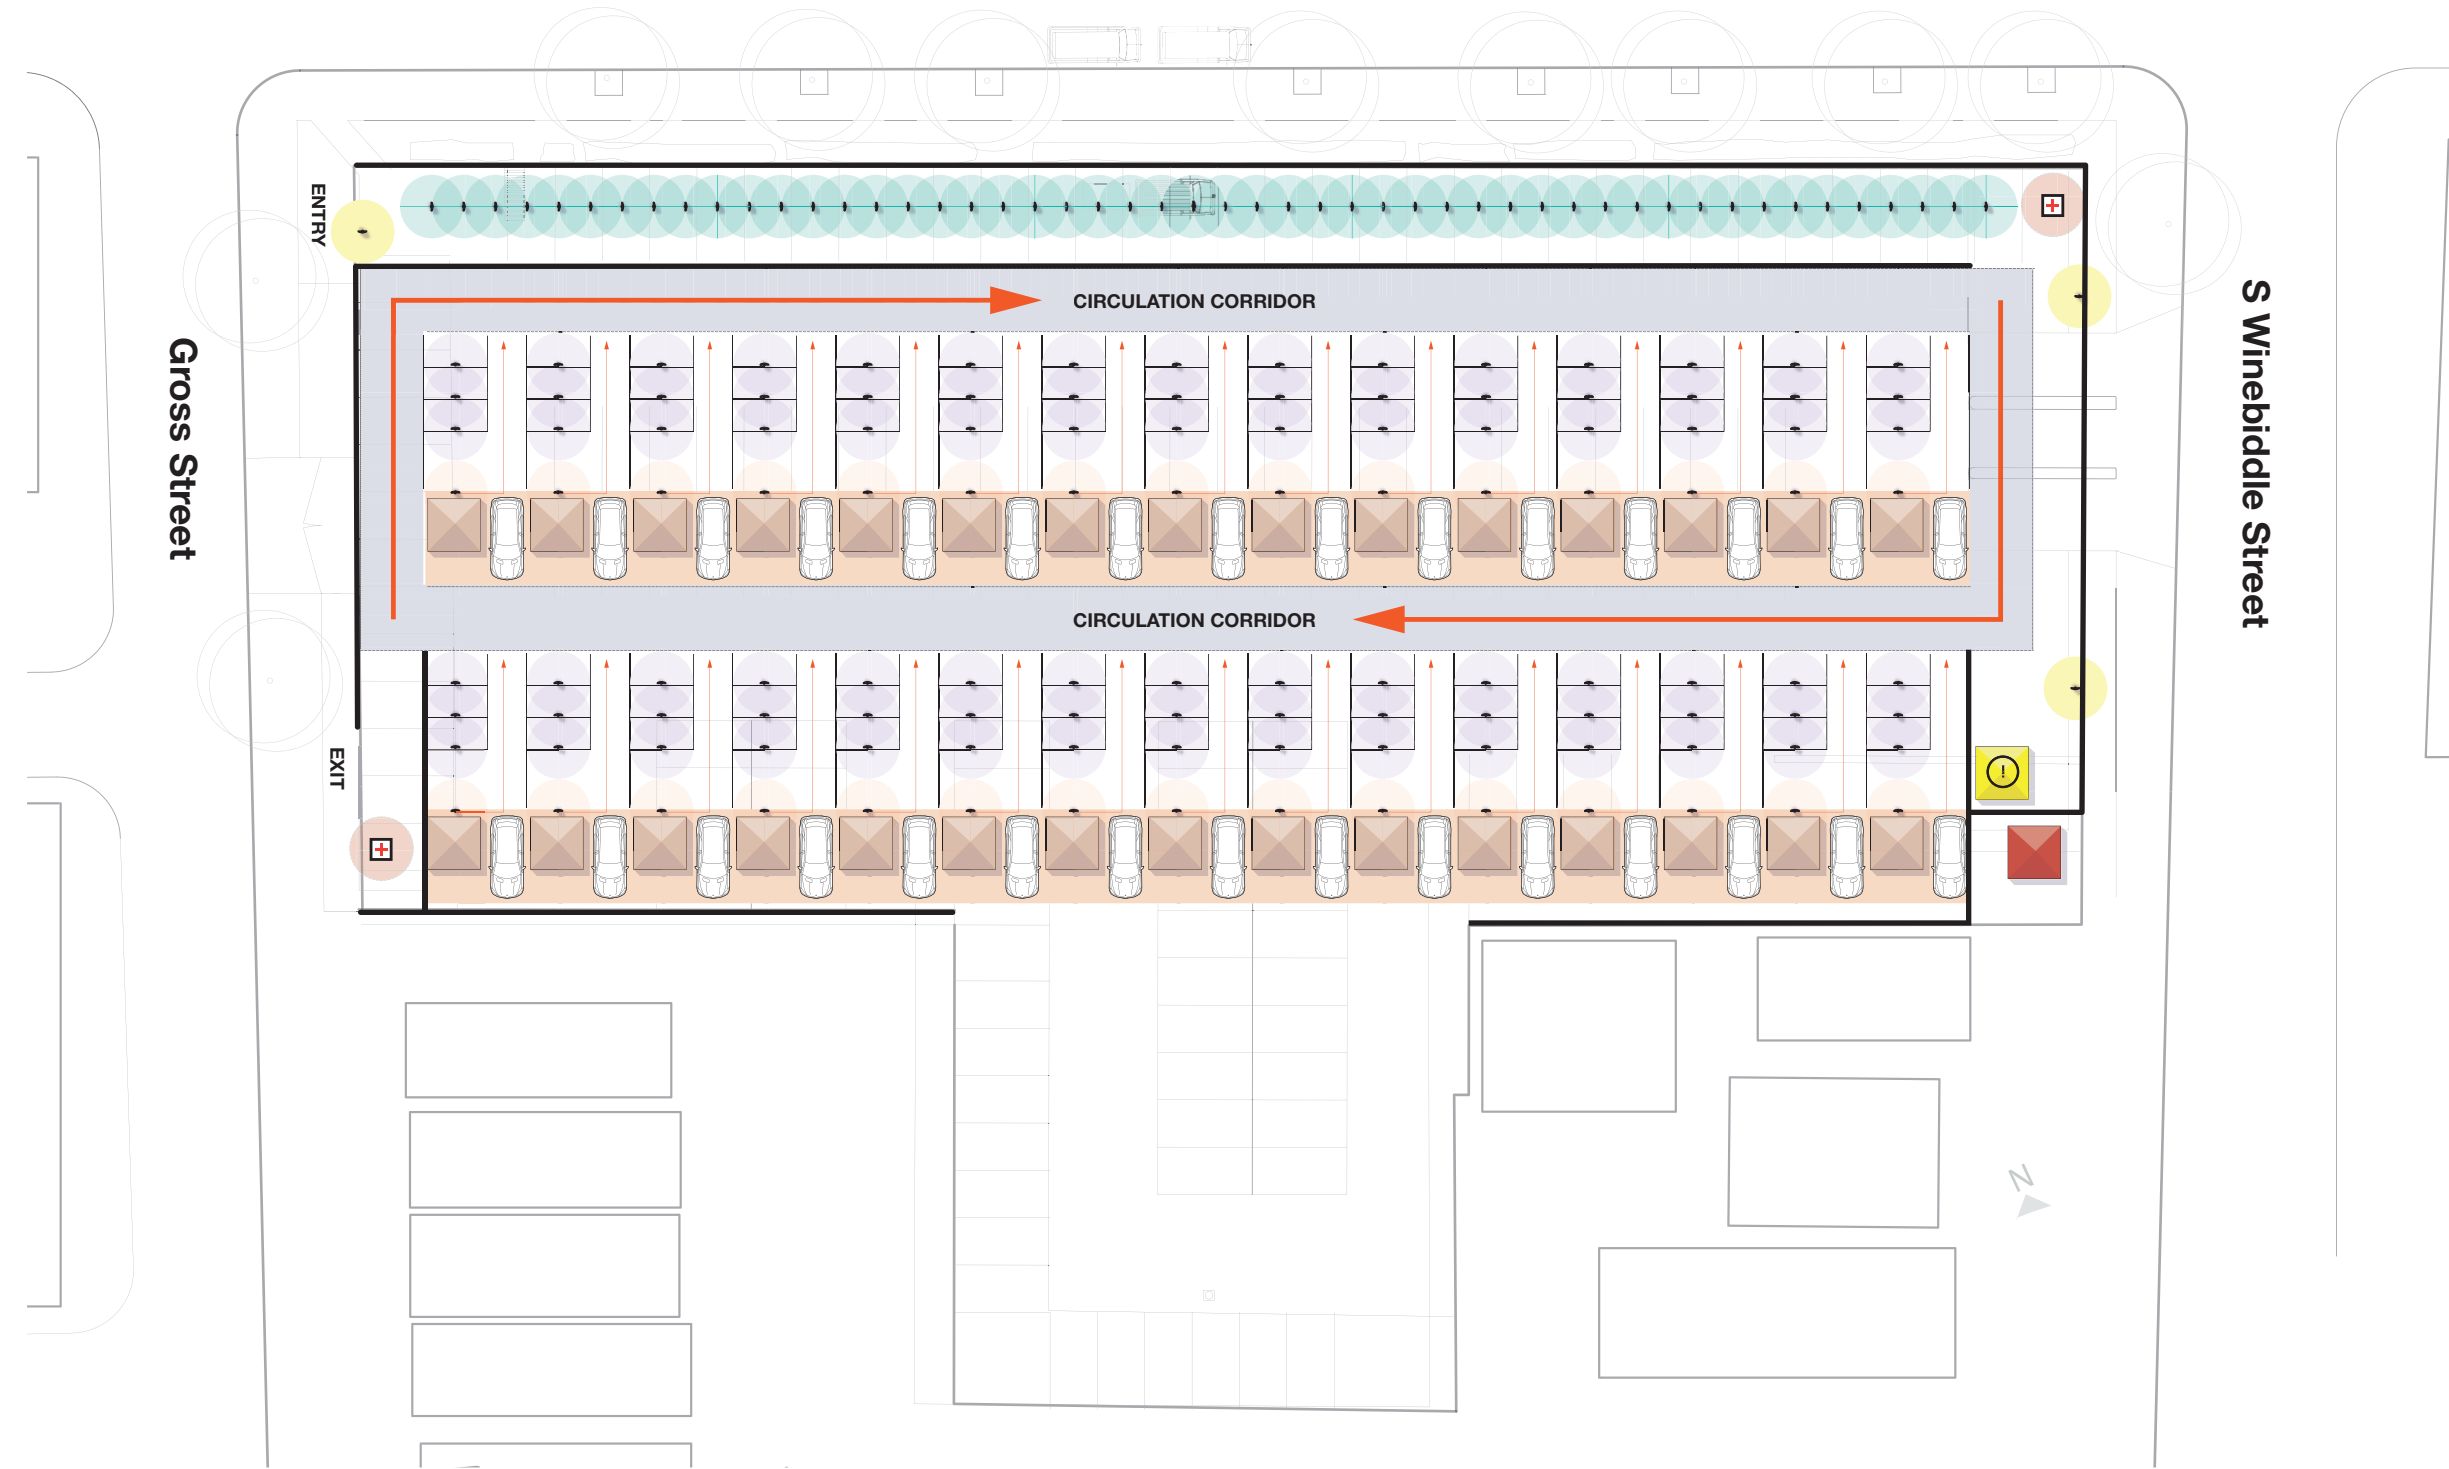 ENTRY
CIRCULATION CORRIDOR
Gross Street
S Winebiddle Street
CIRCULATION CORRIDOR
EXIT
!
N